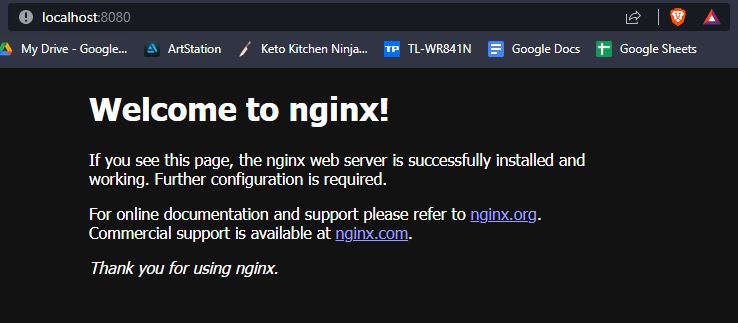 localhost:8080
My Drive - Google... ArtStation Keto Kitchen Ninja... TP TL-WR841N Google Docs Google Sheets
Welcome to nginx!
If you see this page, the nginx web server is successfully installed and
working. Further configuration is required.
For online documentation and support please refer to nginx.org.
Commercial support is available at nginx.com.
Thank you for using nginx.